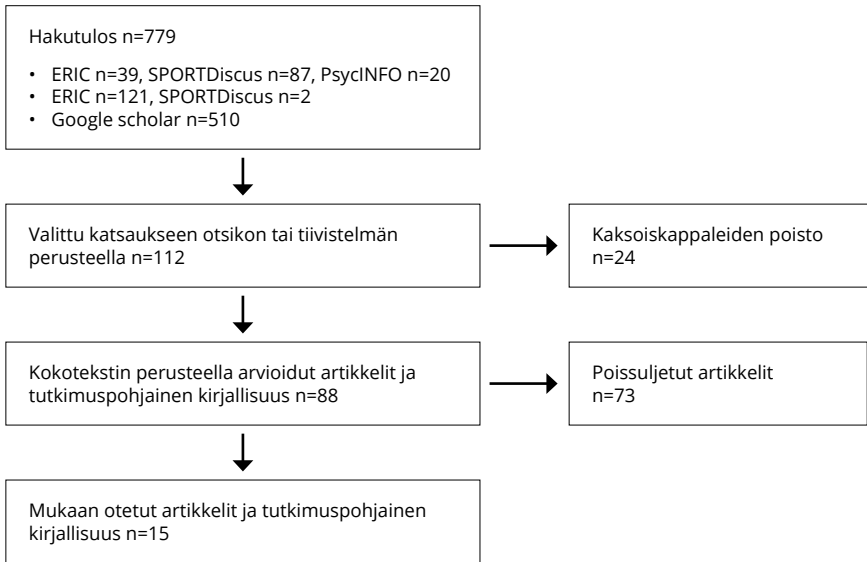 Hakutulos n=779
• ERIC n=39, SPORTDiscus n=87, PsycINFO n=20
• ERIC n=121, SPORTDiscus n=2
• Google scholar n=510
Valittu katsaukseen otsikon tai tiivistelmän
perusteella n=112
Kaksoiskappaleiden poisto
n=24
Kokotekstin perusteella arvioidut artikkelit ja
tutkimuspohjainen kirjallisuus n=88
Poissuljetut artikkelit
n=73
Mukaan otetut artikkelit ja tutkimuspohjainen
kirjallisuus n=15